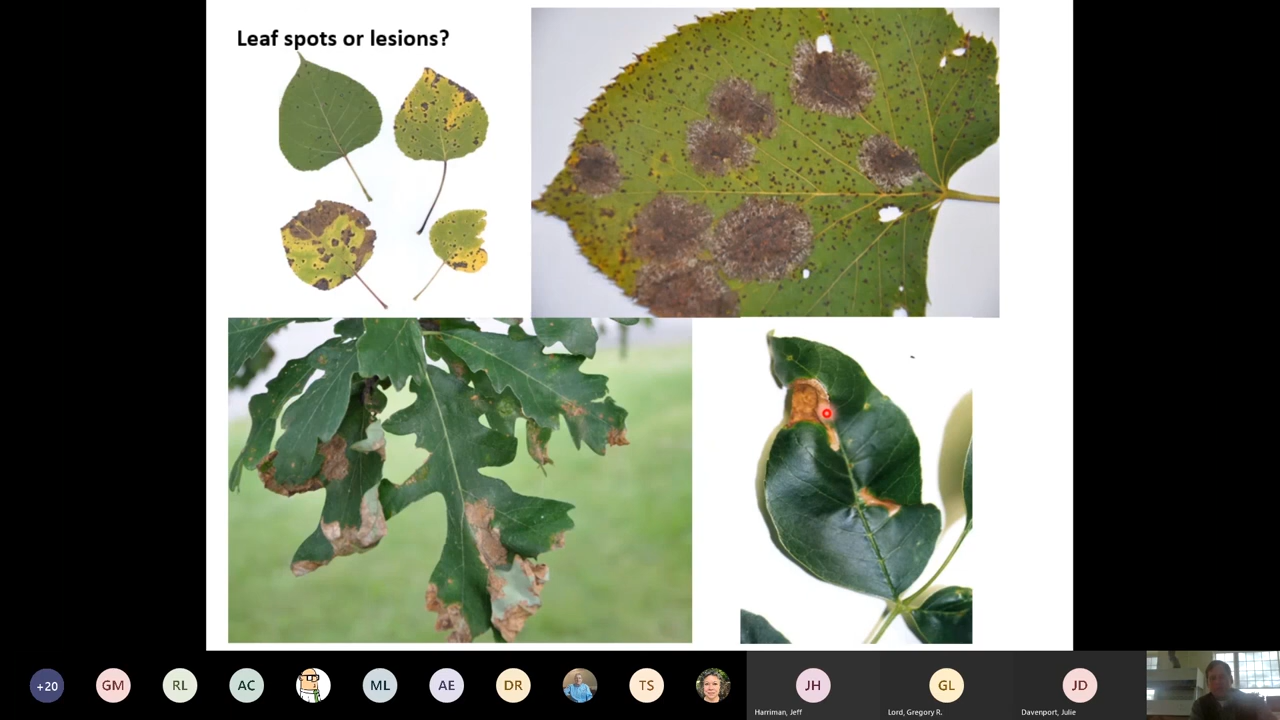 Leaf spots or lesions?
+20
GM
RL
AC
ML
AE
DR
TS
JH
GL
JD
Harriman, Jeff
Lord, Gregory R.
Davenport, Julie